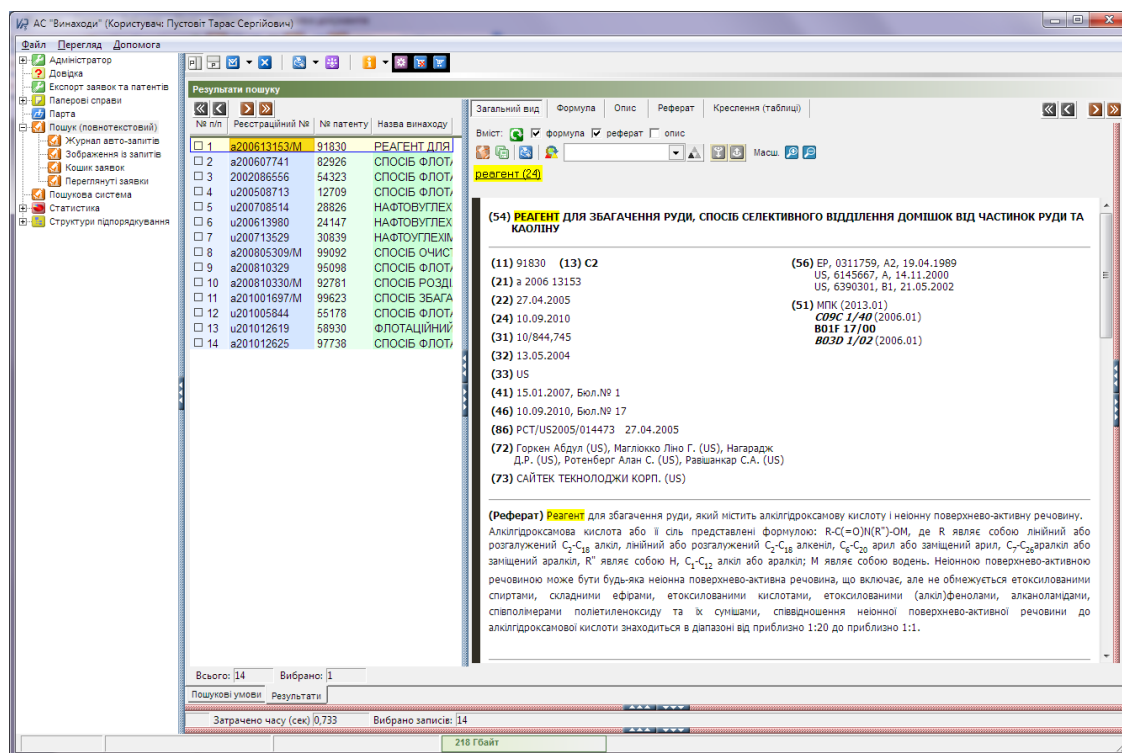 АС "Винаходи" (Користувач: Пустовіт Тарас Сергійович)
Файл Перегляд Допомога
Адміністратор
Довідка
Експорт заявок та патентів
Паперові справи
Парта
Пошук (повнотекстовий)
Журнал авто-запитів
Зображення із запитів
Кошик заявок
Переглянуті заявки
Пошукова система
Статистика
Структури підпорядкування
Результати пошуку
№ п/п Реєстраційний № № патенту Назва винаходу
1 a200613153/M 91830 РЕАГЕНТ ДЛЯ
2 a200607741 82926 СПОСІБ ФЛОТА
3 2002086556 54323 СПОСІБ ФЛОТА
4 u200508713 12709 СПОСІБ ФЛОТА
5 u200708514 28826 НАФТОВУГЛЕХ
6 u200613980 24147 НАФТОВУГЛЕХ
7 u200713529 30839 НАФТОУГЛЕХІМ
8 a200805309/M 99092 СПОСІБ ОЧИСТ
9 a200810329 95098 СПОСІБ ФЛОТА
10 a200810330/M 92781 СПОСІБ РОЗДІ
11 a201001697/M 99623 СПОСІБ ЗБАГА
12 u201005844 55178 СПОСІБ ФЛОТА
13 u201012619 58930 ФЛОТАЦІЙНИЙ
14 a201012625 97738 СПОСІБ ФЛОТА
Всього: 14 Вибрано: 1
Пошукові умови Результати
Затрачено часу (сек) 0,733 Вибрано записів: 14
218 Гбайт
Загальний вид Формула Опис Реферат Креслення (таблиці)
Вміст: формула реферат опис
Масш.
реагент (24)
(54) РЕАГЕНТ ДЛЯ ЗБАГАЧЕННЯ РУДИ, СПОСІБ СЕЛЕКТИВНОГО ВІДДІЛЕННЯ ДОМІШОК ВІД ЧАСТИНОК РУДИ ТА
КАОЛІНУ
(11) 91830 (13) C2
(21) a 2006 13153
(22) 27.04.2005
(24) 10.09.2010
(31) 10/844,745
(32) 13.05.2004
(33) US
(41) 15.01.2007, Бюл.№ 1
(46) 10.09.2010, Бюл.№ 17
(86) PCT/US2005/014473 27.04.2005
(72) Горкен Абдул (US), Магліокко Ліно Г. (US), Нагарадж
Д.Р. (US), Ротенберг Алан С. (US), Равішанкар С.А. (US)
(73) САЙТЕК ТЕКНОЛОДЖИ КОРП. (US)
(56) EP, 0311759, A2, 19.04.1989
US, 6145667, A, 14.11.2000
US, 6390301, B1, 21.05.2002
(51) МПК (2013.01)
C09C 1/40 (2006.01)
B01F 17/00
B03D 1/02 (2006.01)
(Реферат) Реагент для збагачення руди, який містить алкілгідроксамову кислоту і неіонну поверхнево-активну речовину.
Алкілгідроксамова кислота або її сіль представлені формулою: R-C(=O)N(R")-OM, де R являє собою лінійний або
розгалужений C2-C18 алкіл, лінійний або розгалужений C2-C18 алкеніл, C6-C20 арил або заміщений арил, C7-C26аралкіл або
заміщений аралкіл, R" являє собою H, C1-C12 алкіл або аралкіл; M являє собою водень. Неіонною поверхнево-активною
речовиною може бути будь-яка неіонна поверхнево-активна речовина, що включає, але не обмежується етоксилованими
спиртами, складними ефірами, етоксилованими кислотами, етоксилованими (алкіл)фенолами, алканоламідами,
співполімерами поліетиленоксиду та їх сумішами, співвідношення неіонної поверхнево-активної речовини до
алкілгідроксамової кислоти знаходиться в діапазоні від приблизно 1:20 до приблизно 1:1.